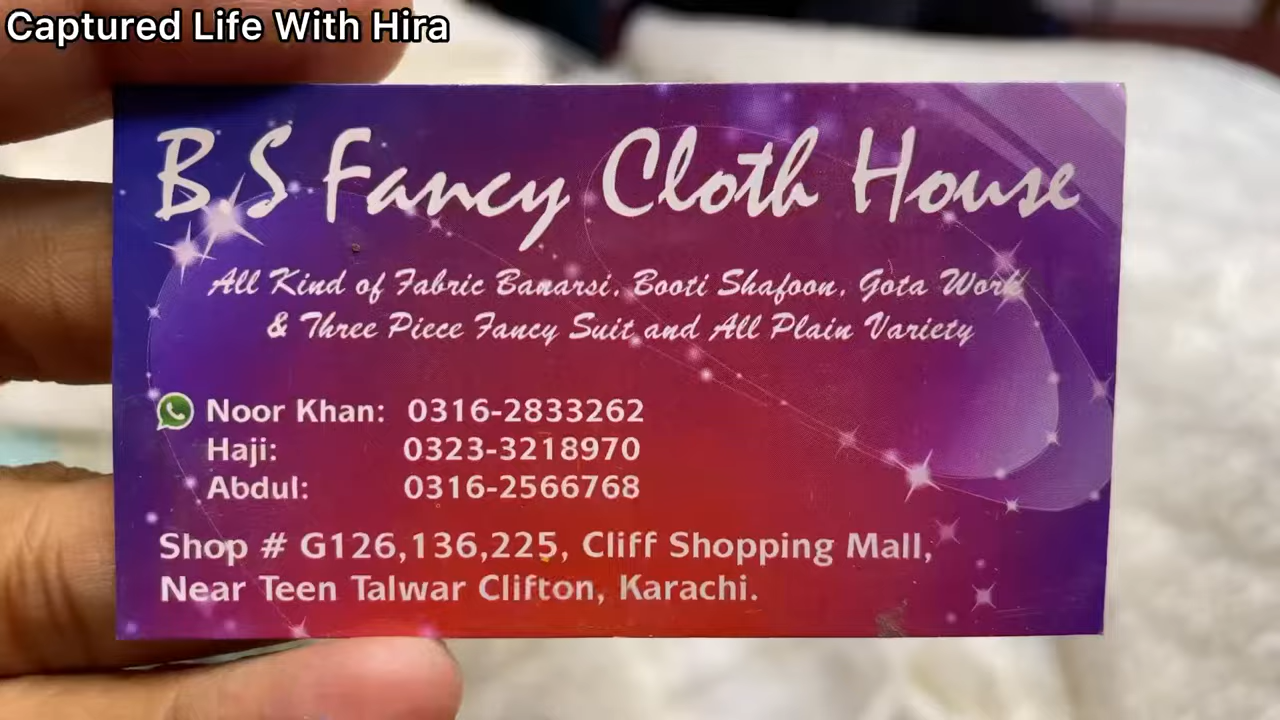 Captured Life With Hira
B S Fancy Cloth House
All Kind of Fabric Banarsi, Booti Shafoon, Gota Work
& Three Piece Fancy Suit and All Plain Variety
Noor Khan: 0316-2833262
Haji: 0323-3218970
Abdul: 0316-2566768
Shop # G126,136,225, Cliff Shopping Mall,
Near Teen Talwar Clifton, Karachi.